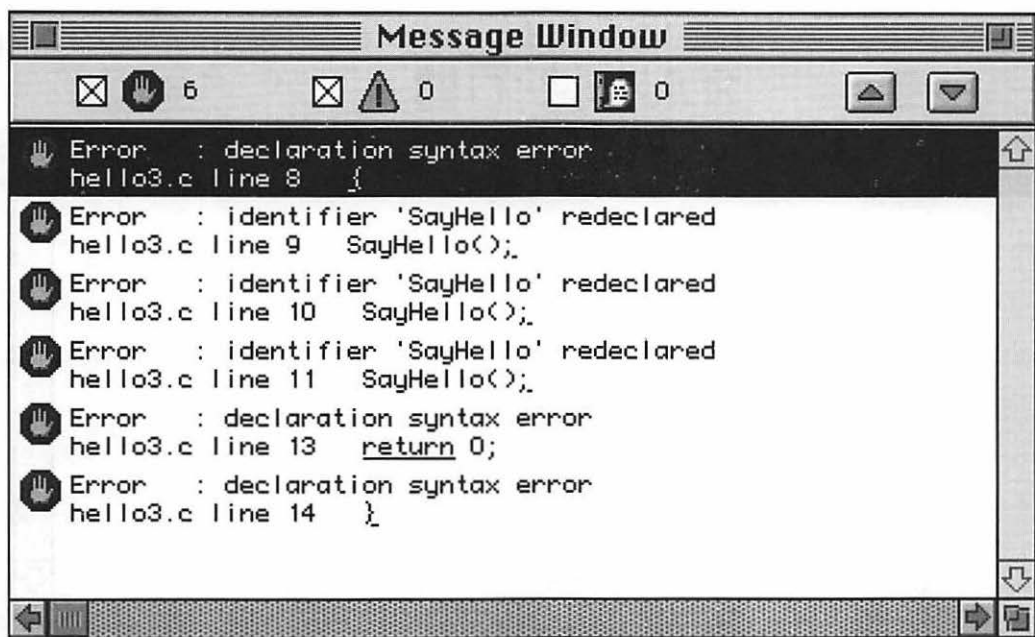 Message Window
6 0 0
Error : declaration syntax error
hello3.c line 8 {
Error : identifier 'SayHello' redeclared
hello3.c line 9 SayHello();
Error : identifier 'SayHello' redeclared
hello3.c line 10 SayHello();
Error : identifier 'SayHello' redeclared
hello3.c line 11 SayHello();
Error : declaration syntax error
hello3.c line 13 return 0;
Error : declaration syntax error
hello3.c line 14 }